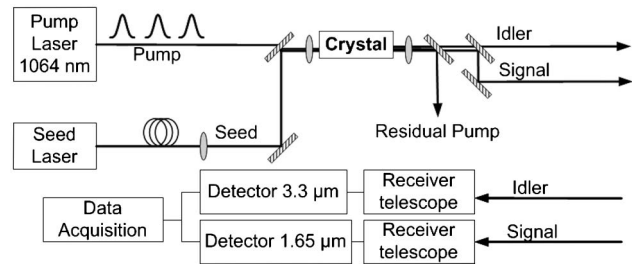 Pump
Laser
1064 nm
Pump
Crystal
Idler
Signal
Residual Pump
Seed
Laser
Seed
Data
Acquisition
Detector 3.3 µm
Receiver
telescope
Idler
Detector 1.65 µm
Receiver
telescope
Signal